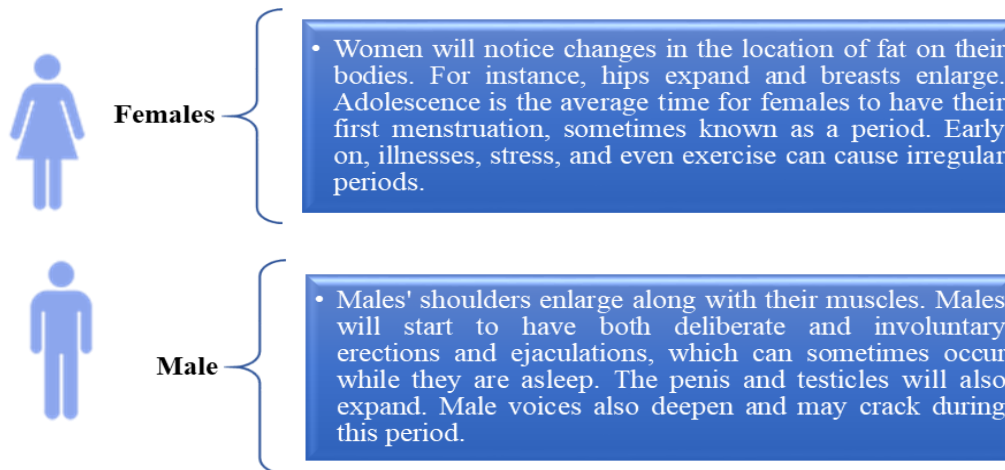 Females
• Women will notice changes in the location of fat on their
bodies. For instance, hips expand and breasts enlarge.
Adolescence is the average time for females to have their
first menstruation, sometimes known as a period. Early
on, illnesses, stress, and even exercise can cause irregular
periods.
Male
• Males' shoulders enlarge along with their muscles. Males
will start to have both deliberate and involuntary
erections and ejaculations, which can sometimes occur
while they are asleep. The penis and testicles will also
expand. Male voices also deepen and may crack during
this period.